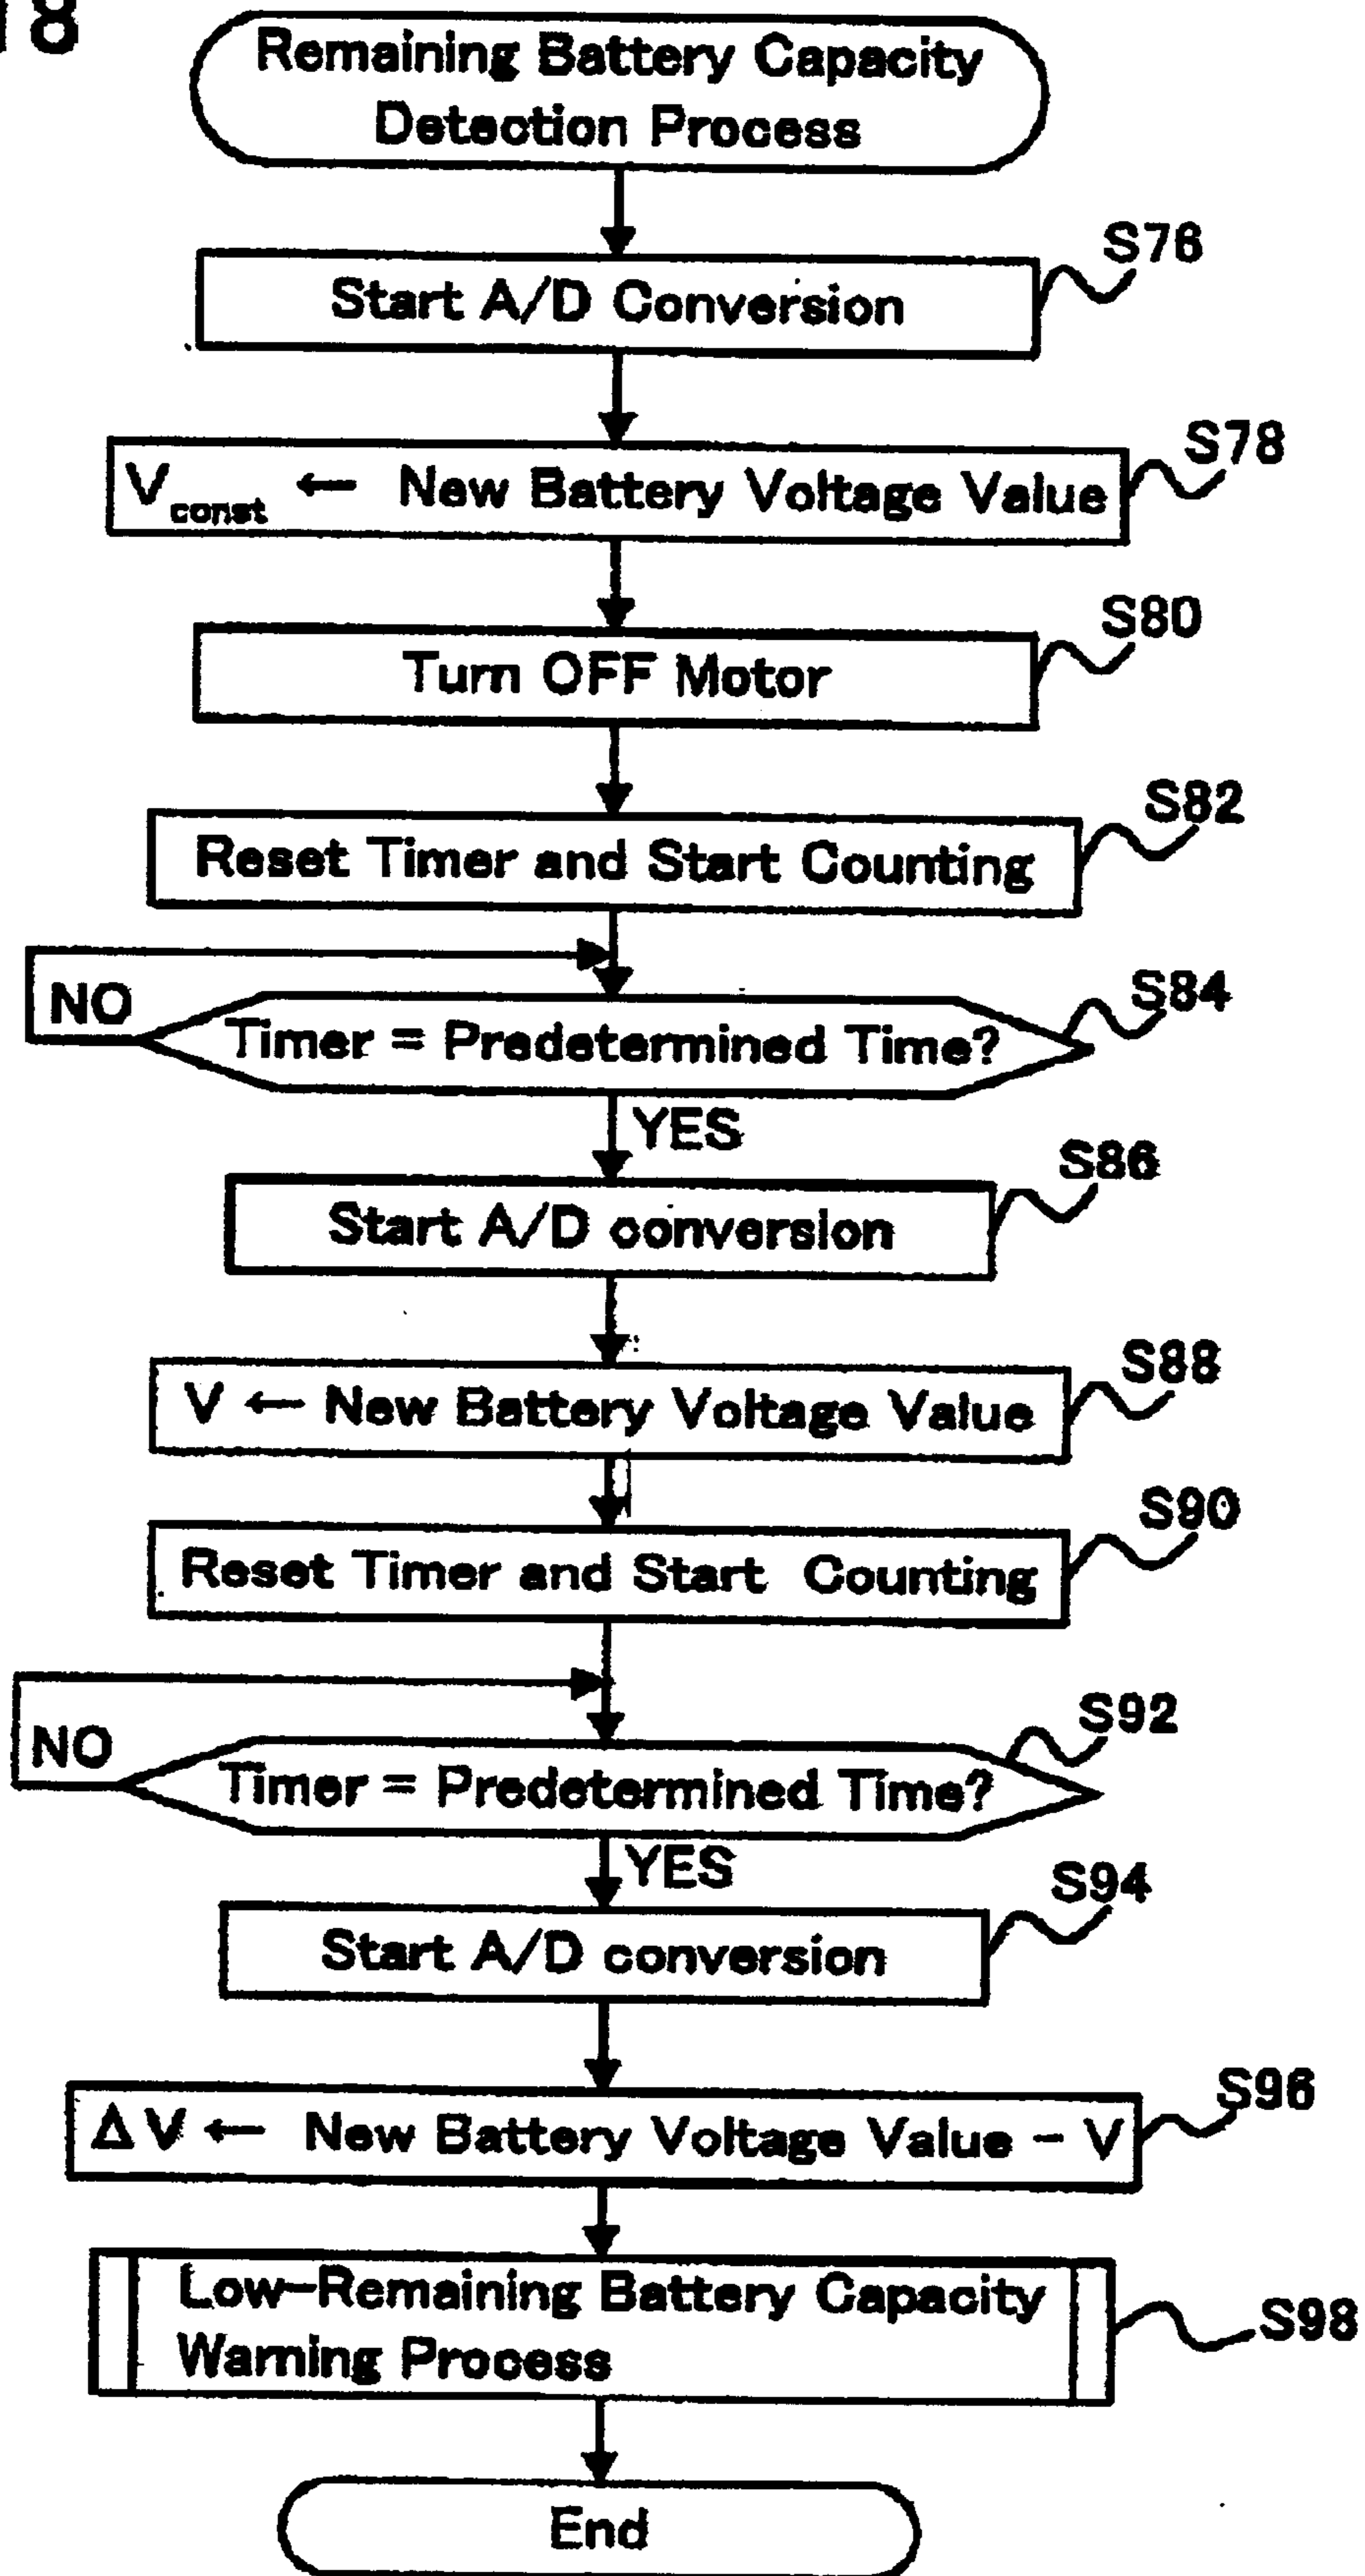 18
Remaining Battery Capacity
Detection Process
Start A/D Conversion
S76
V const ← New Battery Voltage Value
S78
Turn OFF Motor
S80
Reset Timer and Start Counting
S82
NO
Timer = Predetermined Time?
S84
YES
Start A/D conversion
S86
V ← New Battery Voltage Value
S88
Reset Timer and Start Counting
S90
NO
Timer = Predetermined Time?
S92
YES
Start A/D conversion
S94
Δ V ← New Battery Voltage Value - V
S96
Low-Remaining Battery Capacity
Warning Process
S98
End